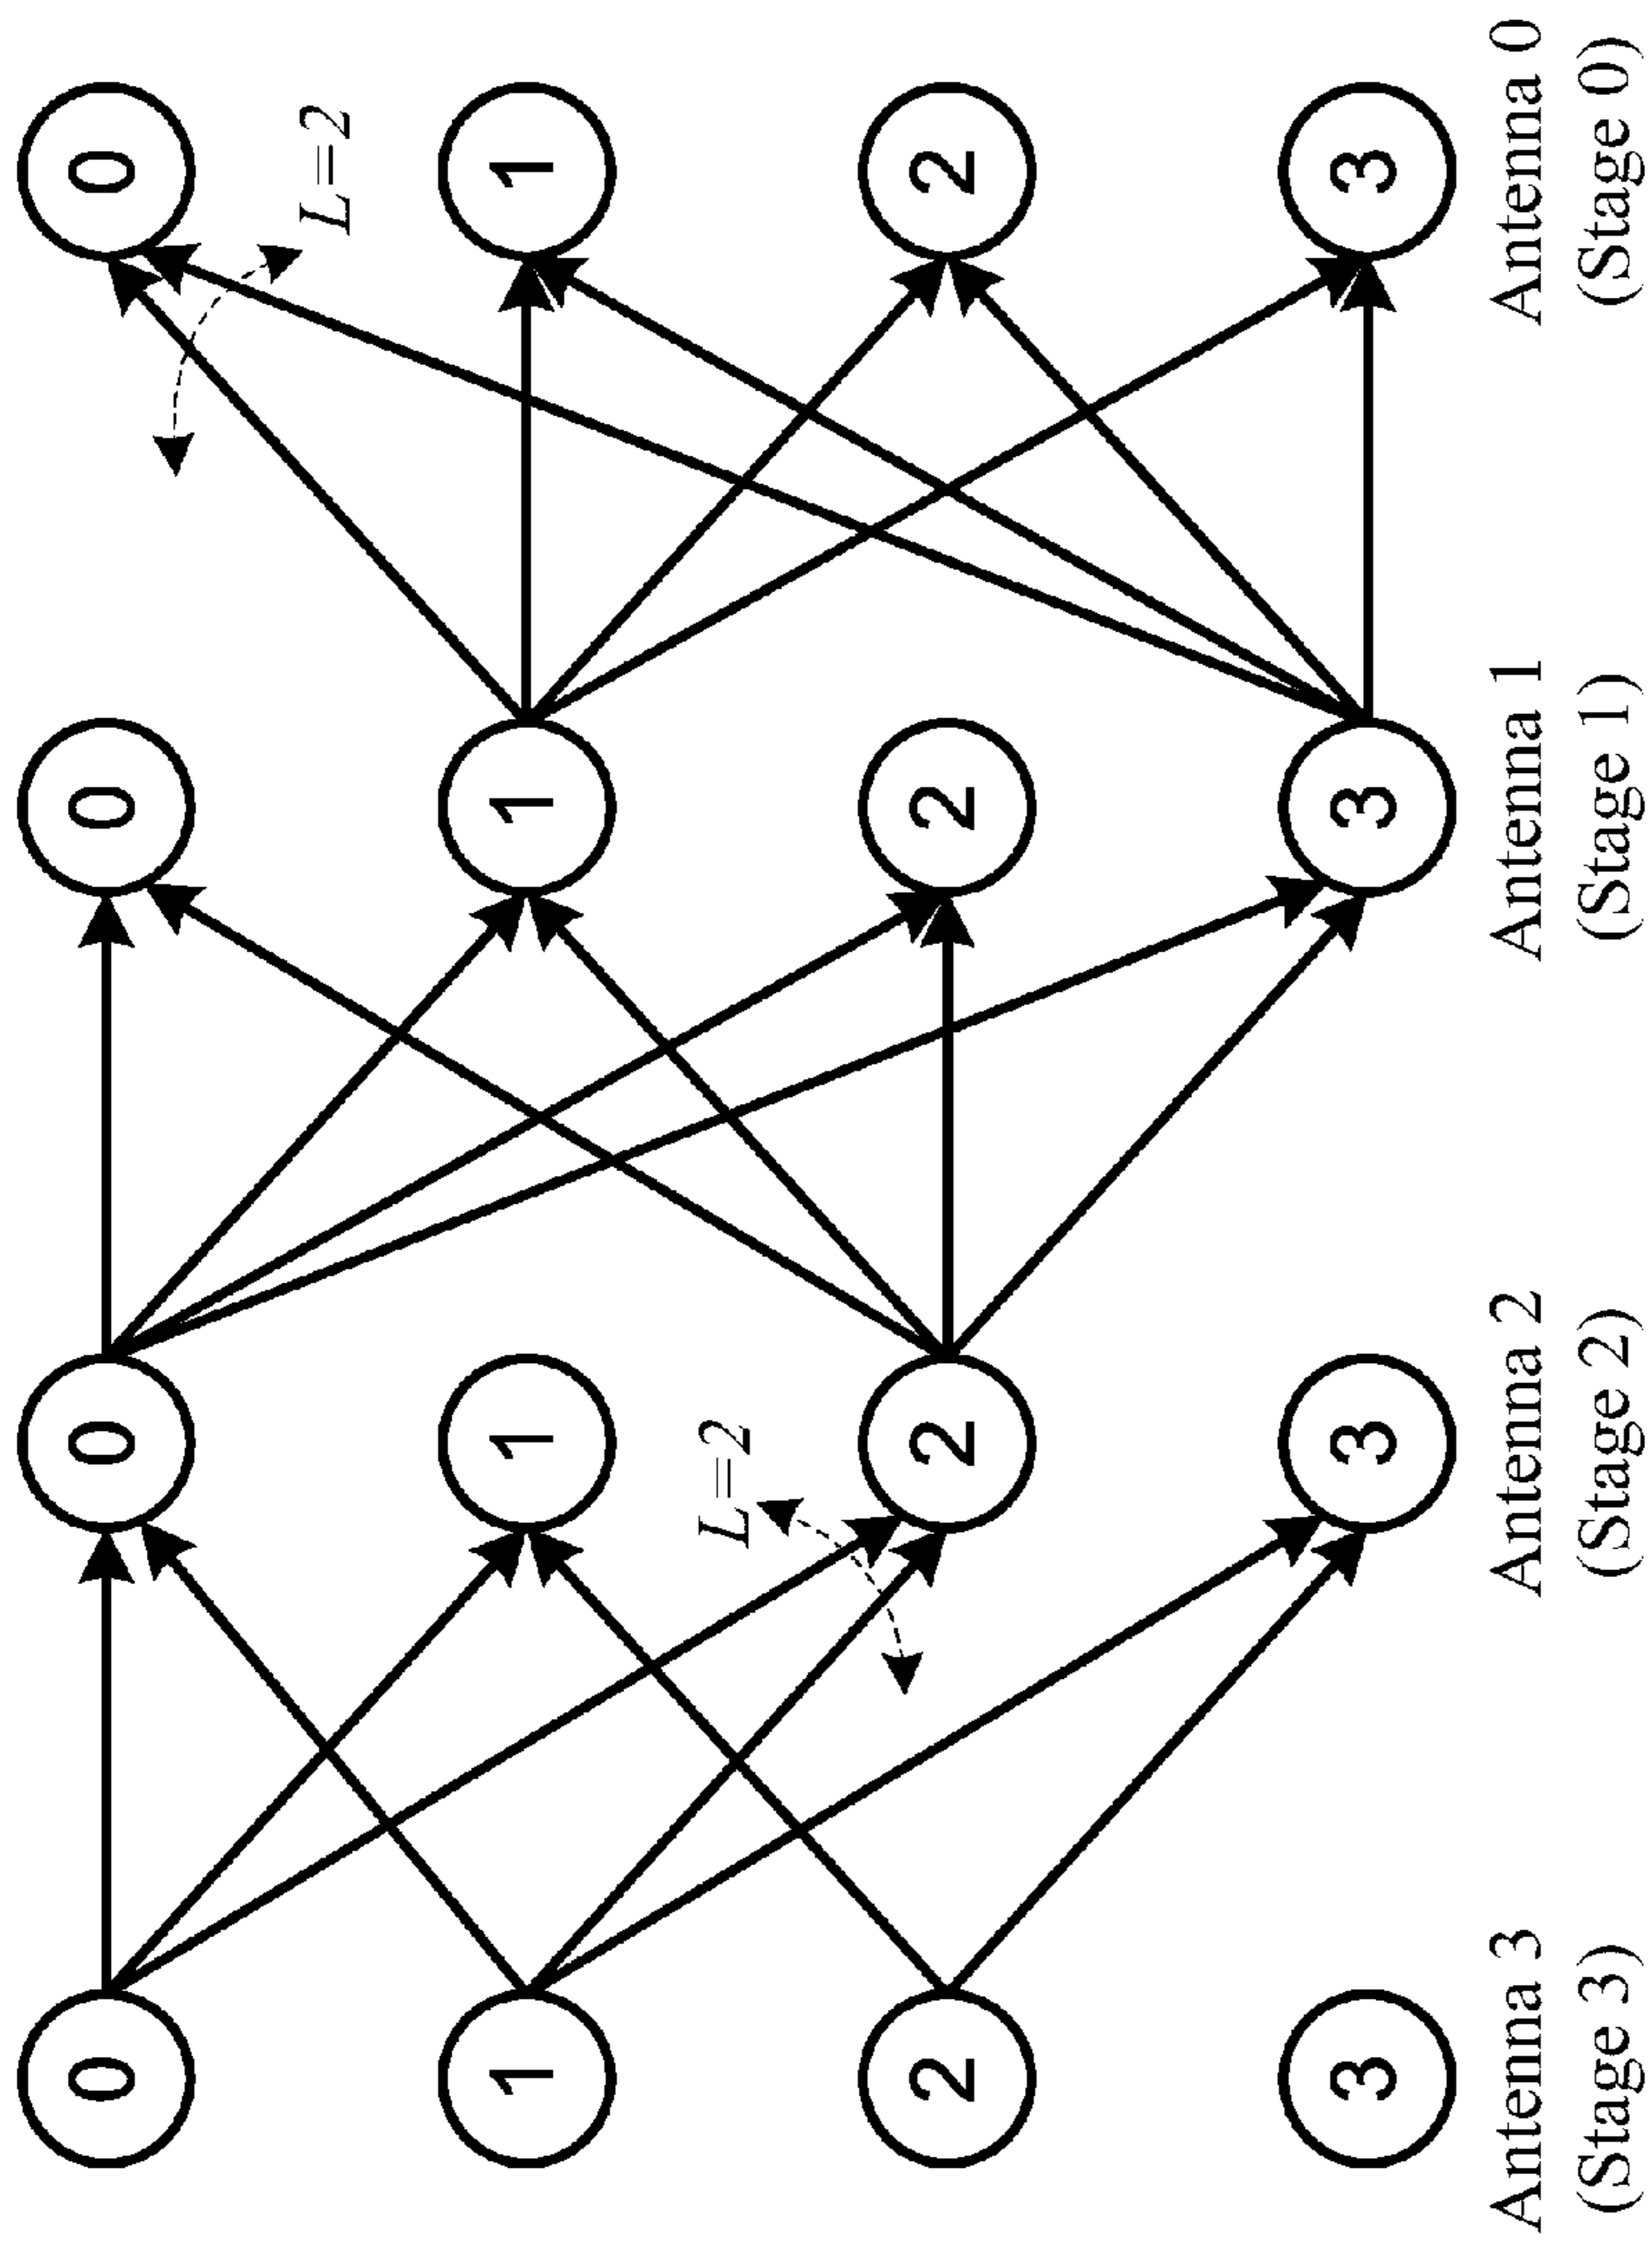 0
0
0
0
L=2
1
1
1
1
L=2
2
2
2
2
3
3
3
3
Antenna 3
Antenna 2
Antenna 1
Antenna 0
(Stage 3)
(Stage 2)
(Stage 1)
(Stage 0)